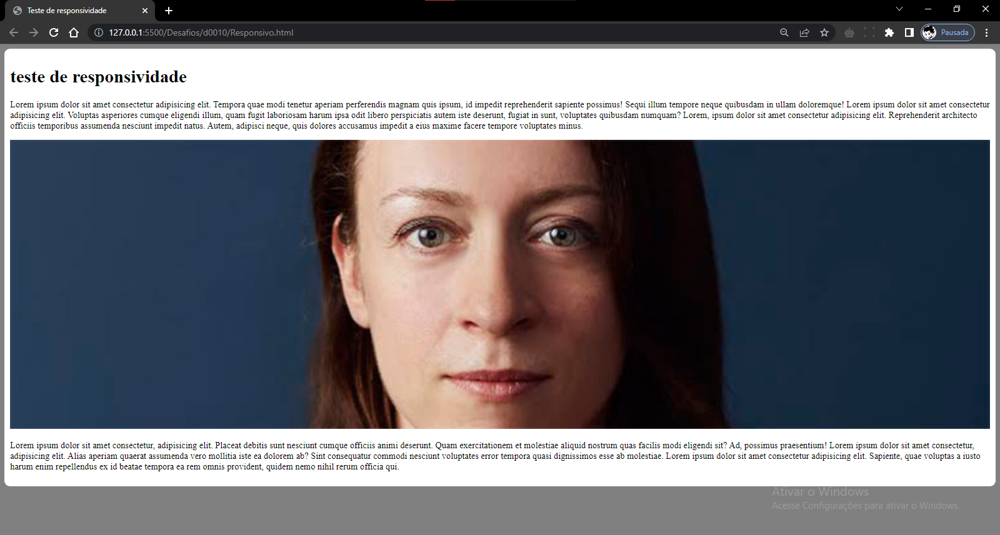 Teste de responsividade
127.0.0.1:5500/Desafios/d0010/Responsivo.html
Pausada
teste de responsividade
Lorem ipsum dolor sit amet consectetur adipisicing elit. Tempora quae modi tenetur aperiam perferendis magnam quis ipsum, id impedit reprehenderit sapiente possimus! Sequi illum tempore neque quibusdam in ullam doloremque! Lorem ipsum dolor sit amet consectetur
adipisicing elit. Voluptas asperiores cumque eligendi illum, quam fugit laboriosam harum ipsa odit libero perspiciatis autem iste deserunt, fugiat in sunt, voluptates quibusdam numquam? Lorem, ipsum dolor sit amet consectetur adipisicing elit. Reprehenderit architecto
officiis temporibus assumenda nesciunt impedit natus. Autem, adipisci neque, quis dolores accusamus impedit a eius maxime facere tempore voluptates minus.
Lorem ipsum dolor sit amet consectetur, adipisicing elit. Placeat debitis sunt nesciunt cumque officiis animi deserunt. Quam exercitationem et molestiae aliquid nostrum quas facilis modi eligendi sit? Ad, possimus praesentium! Lorem ipsum dolor sit amet consectetur,
adipisicing elit. Alias aperiam quaerat assumenda vero mollitia iste ea dolorem ab? Sint consequatur commodi nesciunt voluptates error tempora quasi dignissimos esse ab molestiae. Lorem ipsum dolor sit amet consectetur adipisicing elit. Sapiente, quae voluptas a iusto
harum enim repellendus ex id beatae tempora ea rem omnis provident, quidem nemo nihil rerum officia qui.
Ativar o Windows
Acesse Configurações para ativar o Windows.